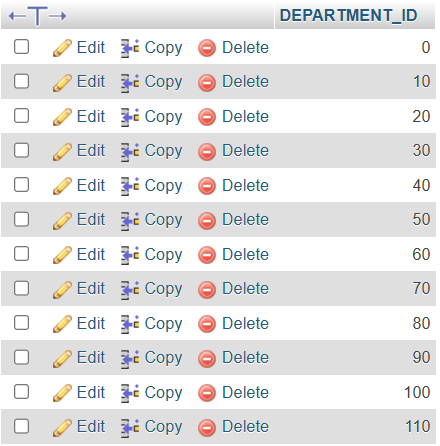 DEPARTMENT_ID
Edit Copy Delete 0
Edit Copy Delete 10
Edit Copy Delete 20
Edit Copy Delete 30
Edit Copy Delete 40
Edit Copy Delete 50
Edit Copy Delete 60
Edit Copy Delete 70
Edit Copy Delete 80
Edit Copy Delete 90
Edit Copy Delete 100
Edit Copy Delete 110